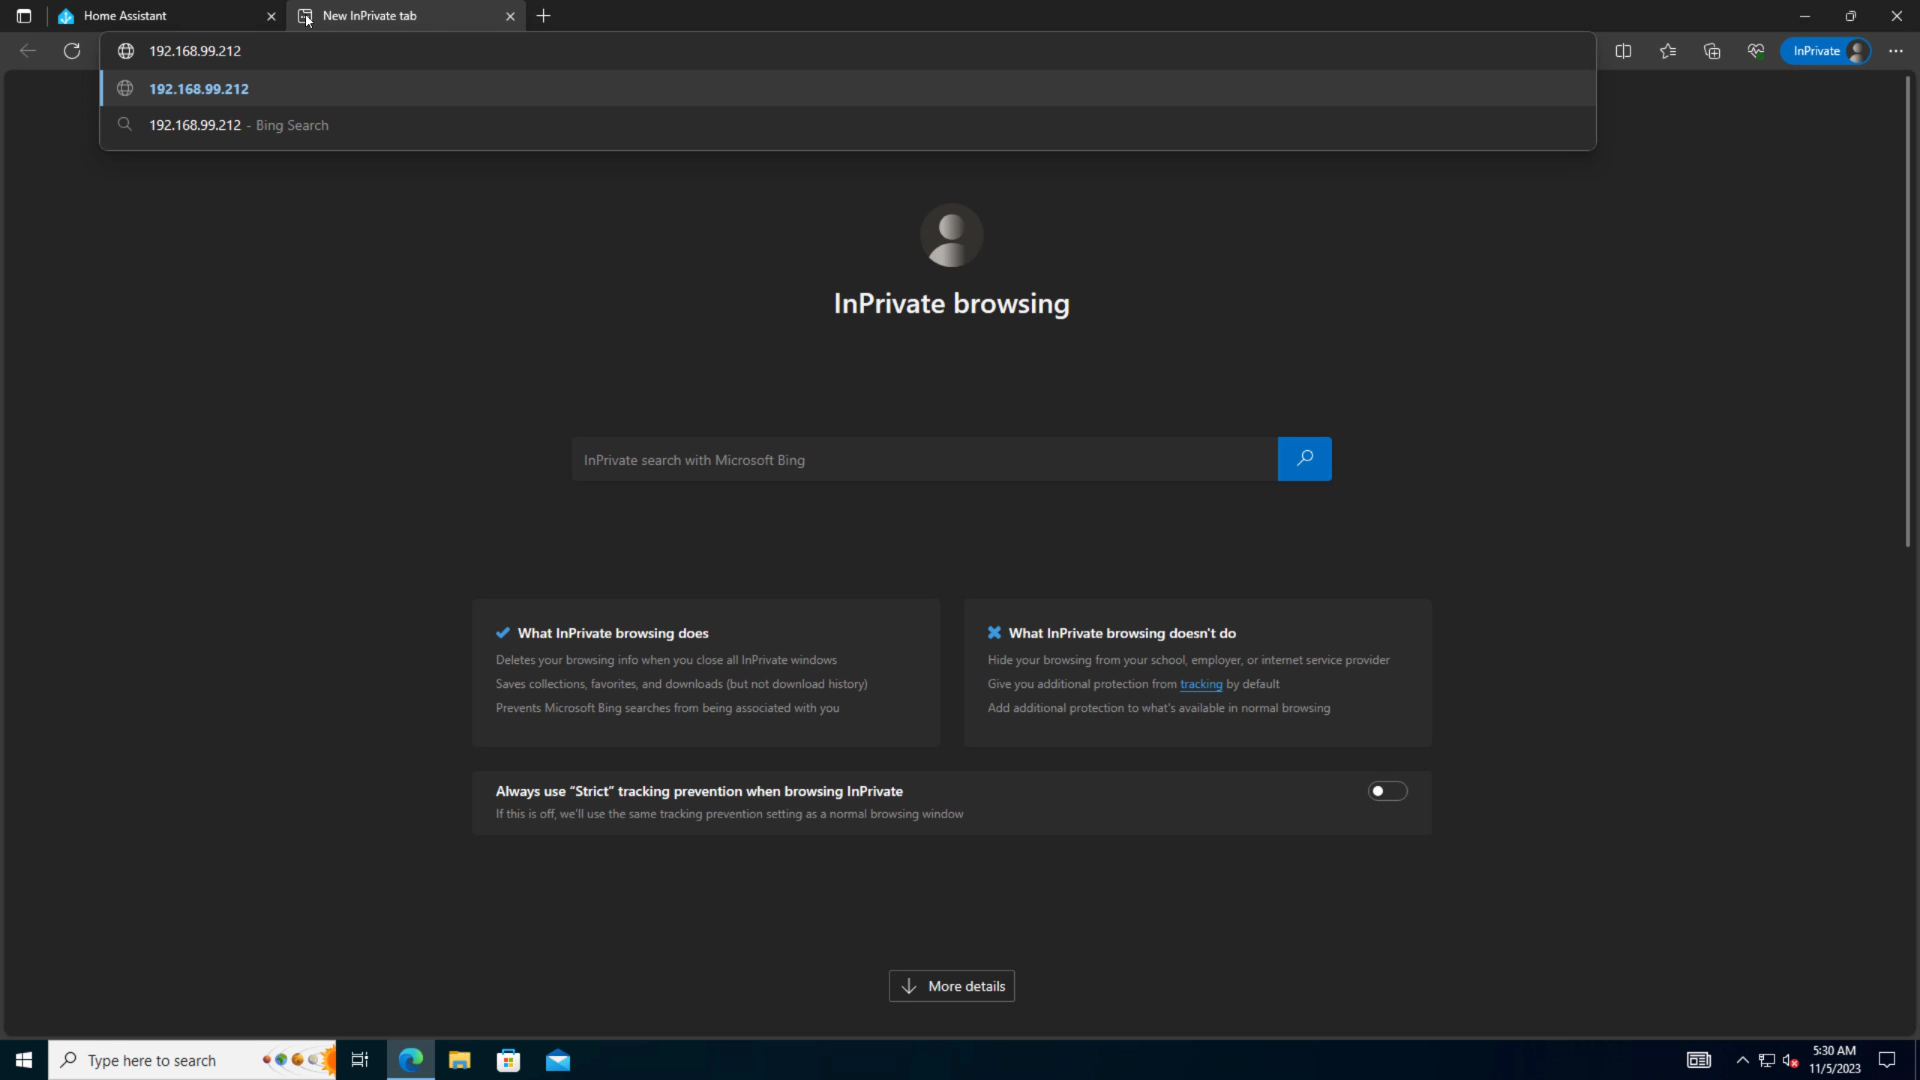 Home Assistant
New InPrivate tab
192.168.99.212
InPrivate
192.168.99.212
192.168.99.212 - Bing Search
InPrivate browsing
InPrivate search with Microsoft Bing
What InPrivate browsing does
Deletes your browsing info when you close all InPrivate windows
Saves collections, favorites, and downloads (but not download history)
Prevents Microsoft Bing searches from being associated with you
What InPrivate browsing doesn't do
Hide your browsing from your school, employer, or internet service provider
Give you additional protection from tracking by default
Add additional protection to what's available in normal browsing
Always use “Strict” tracking prevention when browsing InPrivate
If this is off, we'll use the same tracking prevention setting as a normal browsing window
More details
Type here to search
5:30 AM
11/5/2023